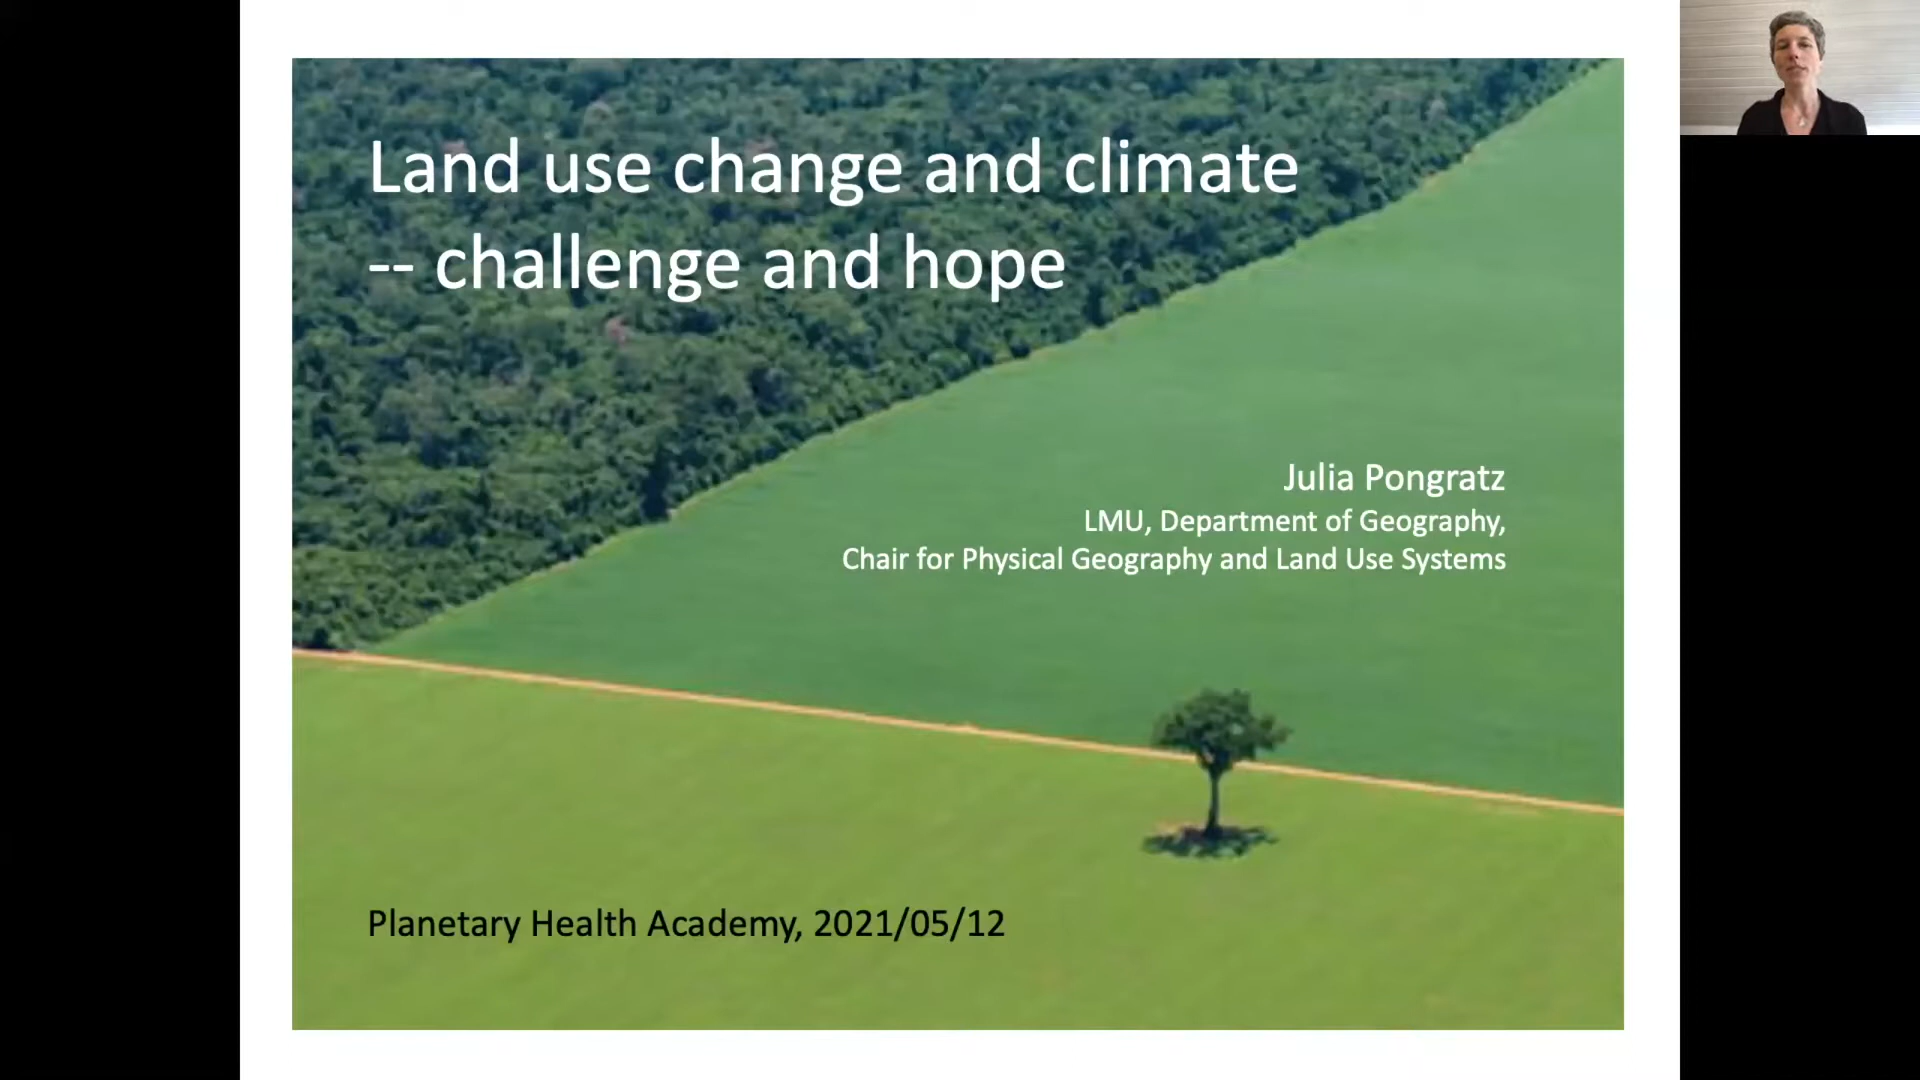 Land use change and climate
-- challenge and hope
Julia Pongratz
LMU, Department of Geography,
Chair for Physical Geography and Land Use Systems
Planetary Health Academy, 2021/05/12